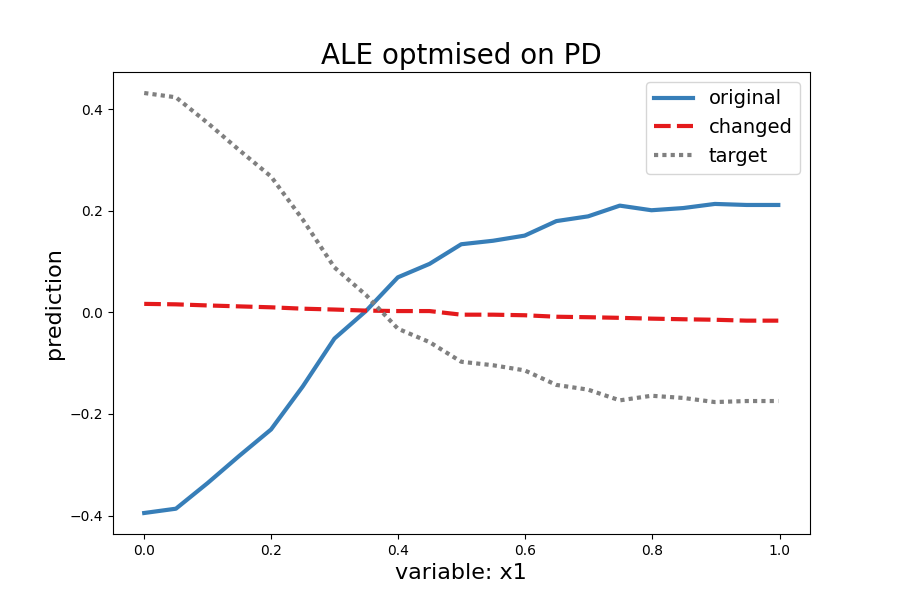 ALE optmised on PD
original
changed
target
prediction
0.4
0.2
0.0
−0.2
−0.4
0.0 0.2 0.4 0.6 0.8 1.0
variable: x1